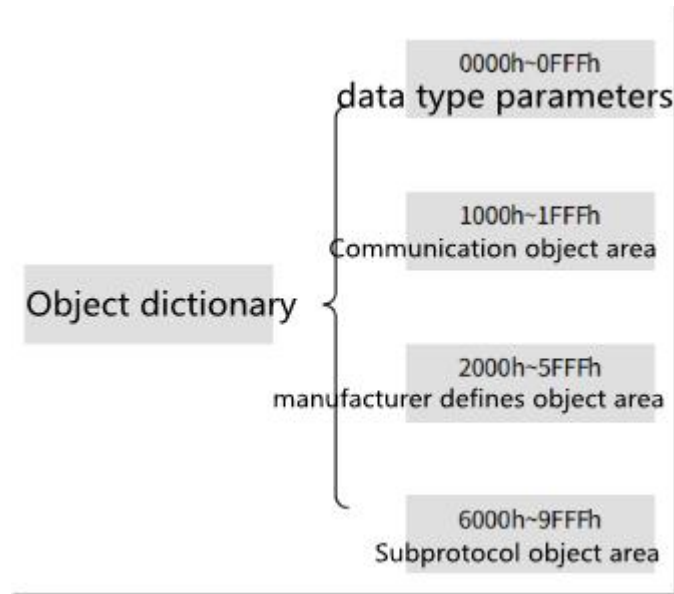 0000h~0FFFh
data type parameters
1000h~1FFFh
Communication object area
Object dictionary
2000h~5FFFh
manufacturer defines object area
6000h~9FFFh
Subprotocol object area